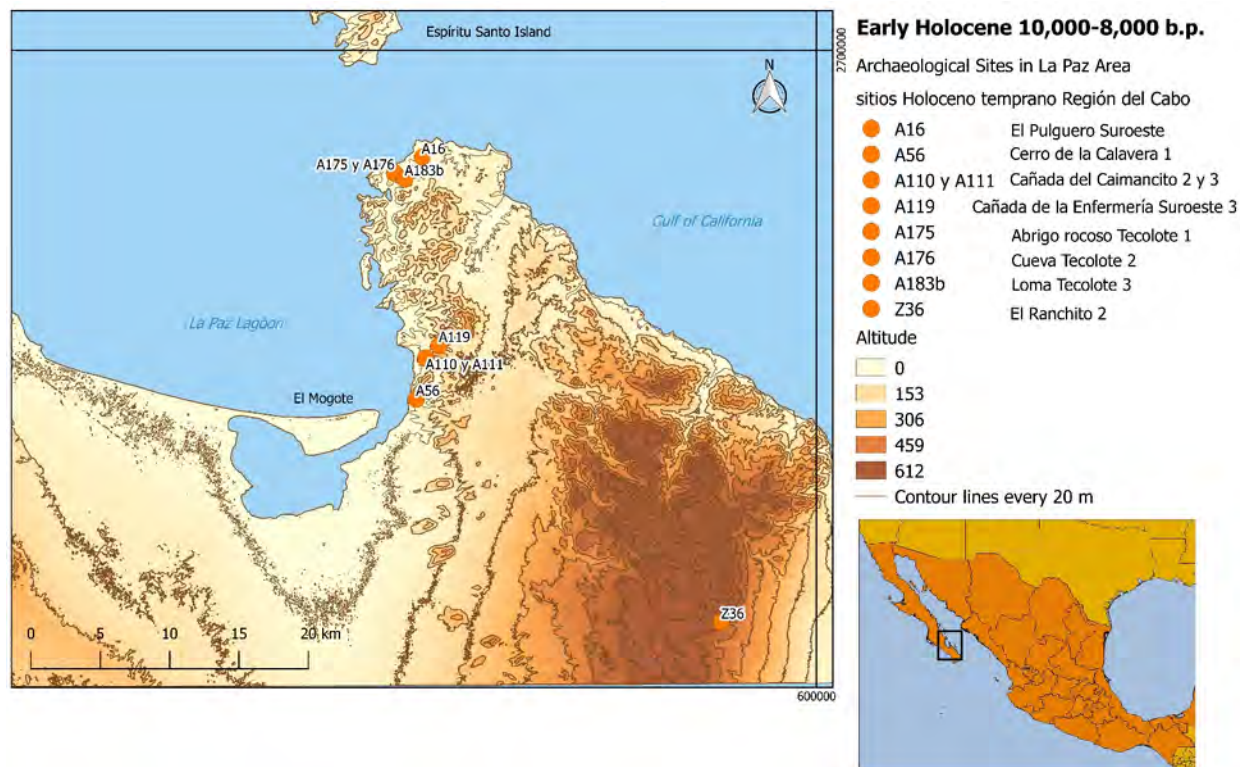 Espíritu Santo Island
2700000
N
A16
A175 y A176
A183b
Gulf of California
La Paz Lagoon
A119
A110 y A111
A56
El Mogote
Z36
0 5 10 15 20 km
600000
Early Holocene 10,000-8,000 b.p.
Archaeological Sites in La Paz Area
sitios Holoceno temprano Región del Cabo
A16 El Pulguero Suroeste
A56 Cerro de la Calavera 1
A110 y A111 Cañada del Caimancito 2 y 3
A119 Cañada de la Enfermería Suroeste 3
A175 Abrigo rocoso Tecolote 1
A176 Cueva Tecolote 2
A183b Loma Tecolote 3
Z36 El Ranchito 2
Altitude
0
153
306
459
612
Contour lines every 20 m